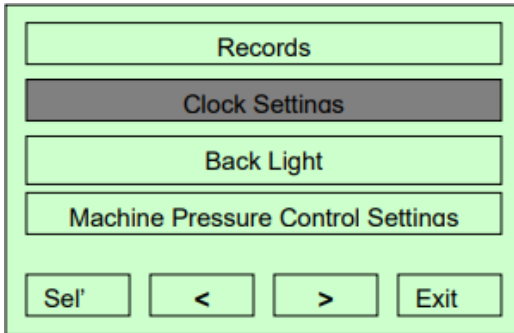 Records
Clock Settings
Back Light
Machine Pressure Control Settings
Sel' < > Exit